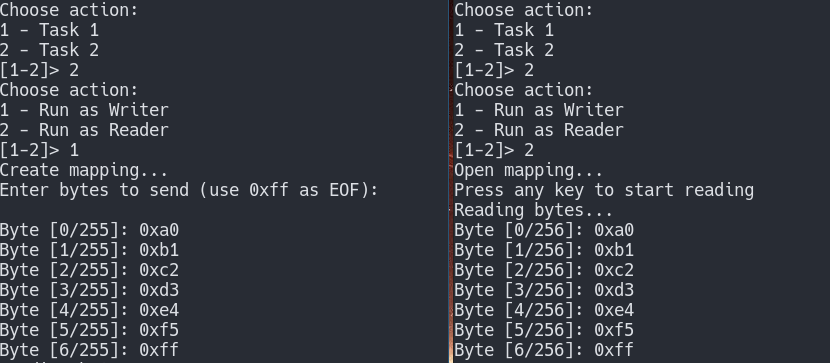 Choose action:
1 – Task 1
2 – Task 2
[1-2]> 2
Choose action:
1 – Run as Writer
2 – Run as Reader
[1-2]> 1
Create mapping...
Enter bytes to send (use 0xff as EOF):
Byte [0/255]: 0xa0
Byte [1/255]: 0xb1
Byte [2/255]: 0xc2
Byte [3/255]: 0xd3
Byte [4/255]: 0xe4
Byte [5/255]: 0xf5
Byte [6/255]: 0xff
Choose action:
1 – Task 1
2 – Task 2
[1-2]> 2
Choose action:
1 – Run as Writer
2 – Run as Reader
[1-2]> 2
Open mapping...
Press any key to start reading
Reading bytes...
Byte [0/256]: 0xa0
Byte [1/256]: 0xb1
Byte [2/256]: 0xc2
Byte [3/256]: 0xd3
Byte [4/256]: 0xe4
Byte [5/256]: 0xf5
Byte [6/256]: 0xff